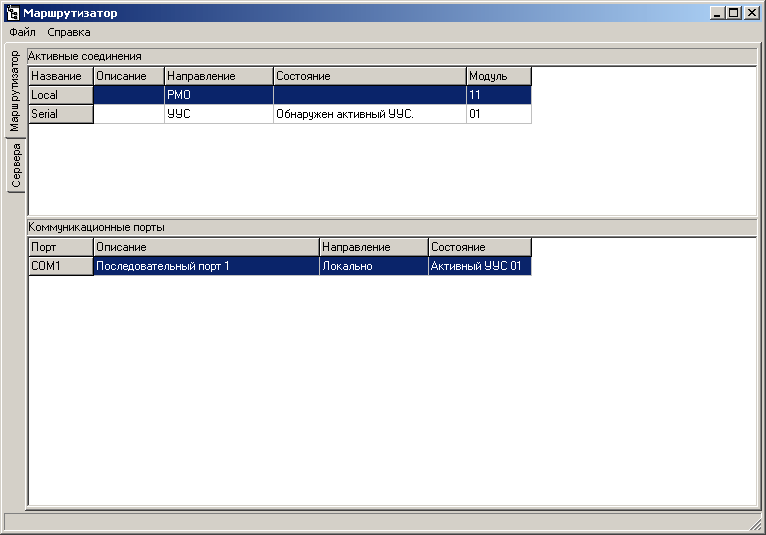 Маршрутизатор
Файл Справка
Маршрутизатор
Сервера
Активные соединения
Название Описание Направление Состояние Модуль
Local РМО 11
Serial УУС Обнаружен активный УУС. 01
Коммуникационные порты
Порт Описание Направление Состояние
COM1 Последовательный порт 1 Локально Активный УУС 01